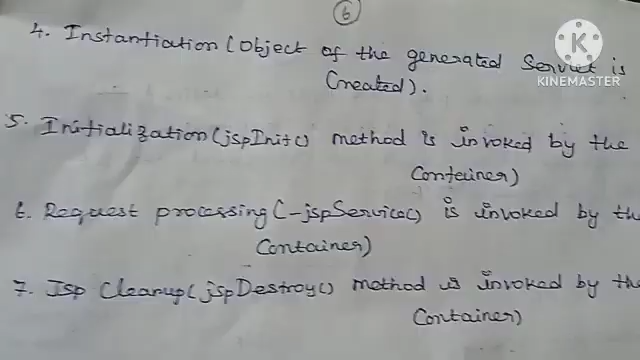 6
4. Instantiation (Object of the generated Servlet is
Created).
K
KINEMASTER
5. Initialization (jspInit() method is invoked by the
Container)
6. Request processing (-jspService() is invoked by the
Container)
7. Jsp Cleanup (jspDestroy() method is invoked by the
Container)